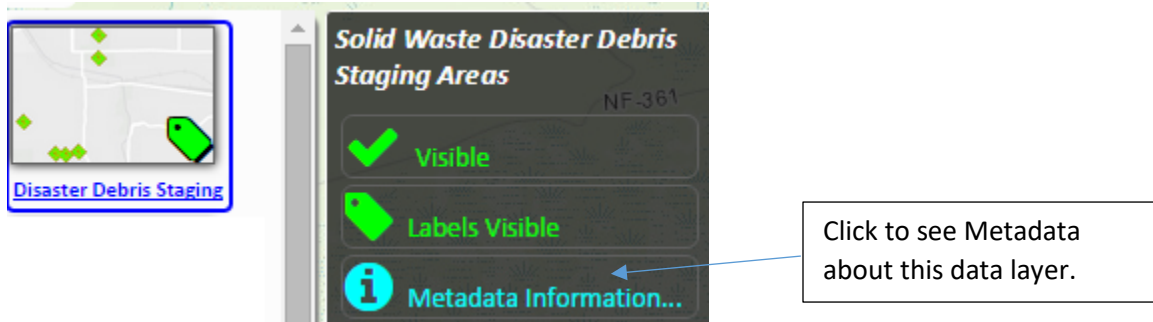 Disaster Debris Staging
Solid Waste Disaster Debris
Staging Areas
NF-361
Visible
Labels Visible
Metadata Information...
Click to see Metadata
about this data layer.